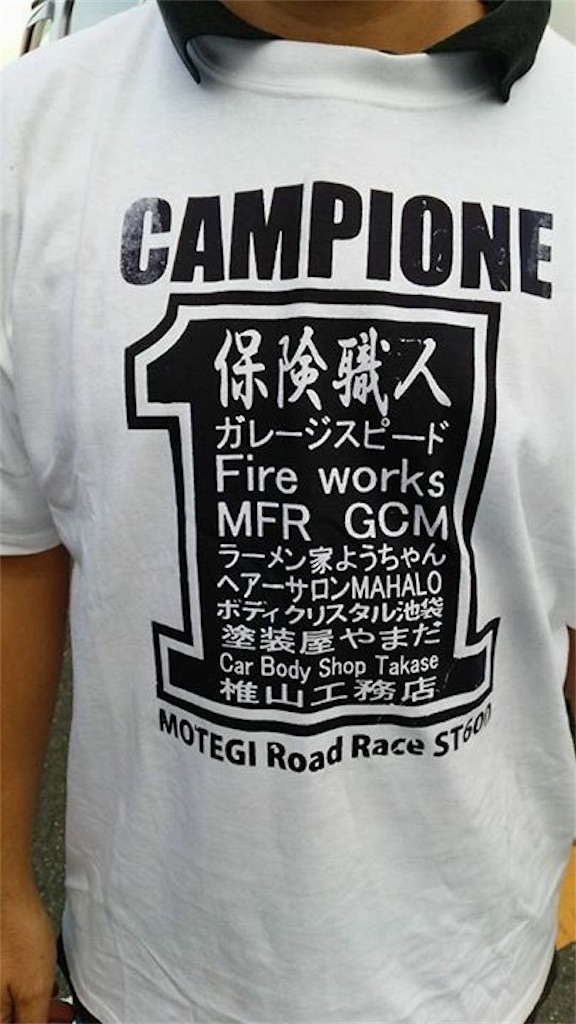 CAMPIONE
保険職人
ガレージスピード
Fire works
MFR GCM
ラーメン家ようちゃん
ヘアーサロンMAHALO
ボディクリスタル池袋
塗装屋やまだ
Car Body Shop Takase
椎山工務店
MOTEGI Road Race ST600